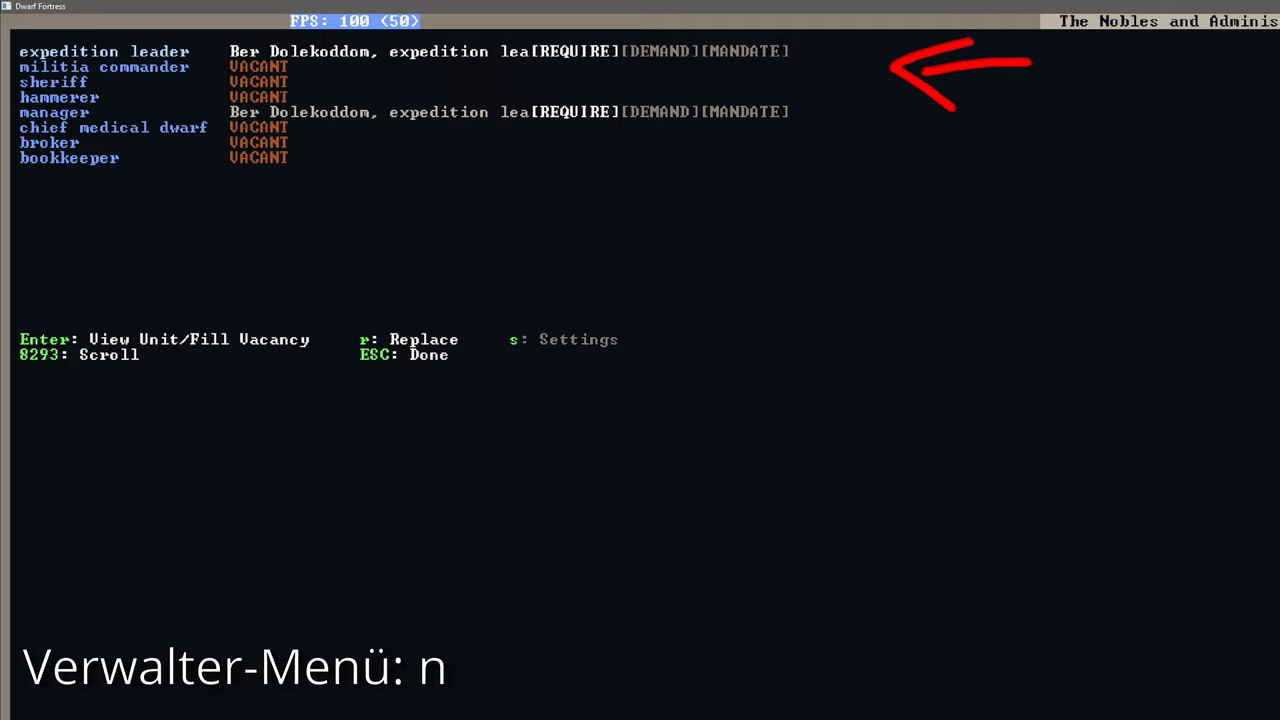 Dwarf Fortress
FPS: 100 (50) The Nobles and Adminis
expedition leader Ber Dolekoddom, expedition lea[REQUIRE][DEMAND][MANDATE]
militia commander VACANT
sheriff VACANT
hammerer VACANT
manager Ber Dolekoddom, expedition lea[REQUIRE][DEMAND][MANDATE]
chief medical dwarf VACANT
broker VACANT
bookkeeper VACANT
Enter: View Unit/Fill Vacancy r: Replace s: Settings
8293: Scroll ESC: Done
Verwalter-Menü: n